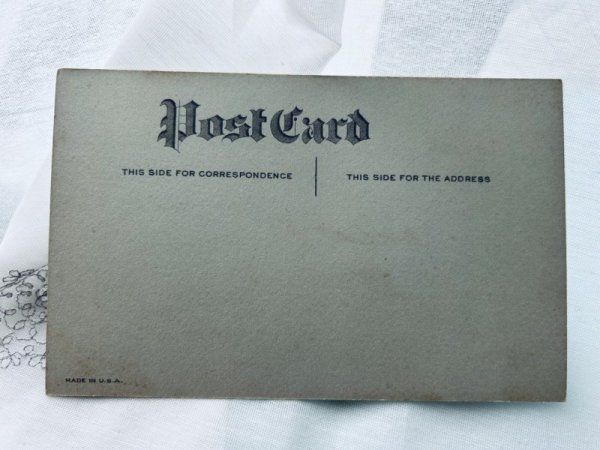 Post Card
THIS SIDE FOR CORRESPONDENCE
THIS SIDE FOR THE ADDRESS
MADE IN U.S.A.